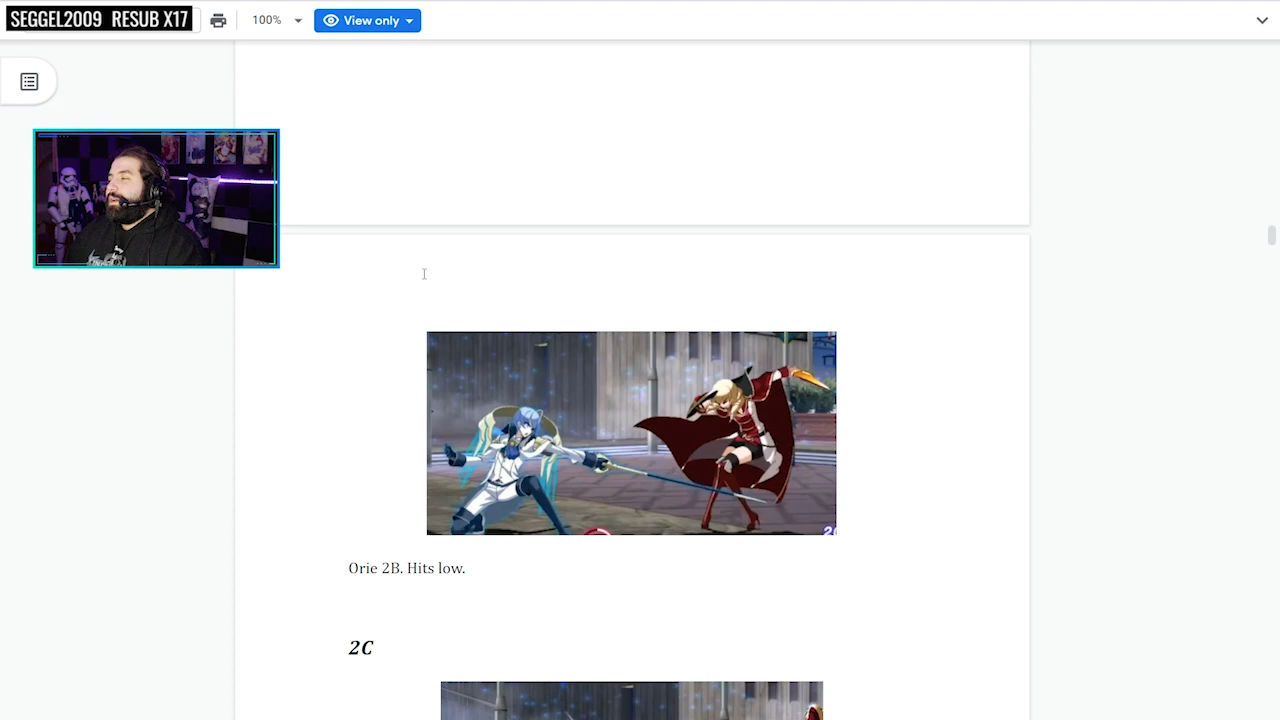 SEGGEL2009 RESUB X17
100%
View only
Orie 2B. Hits low.
2C